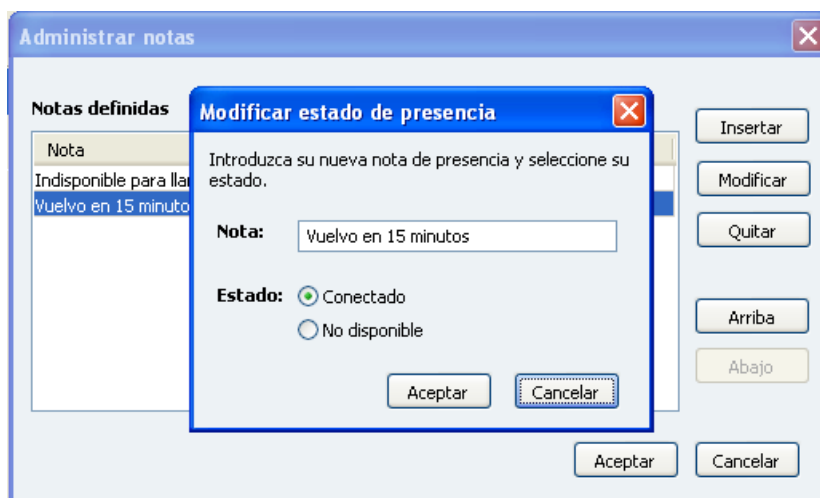 Administrar notas
Notas definidas
Nota
Indisponible para lla
Vuelvo en 15 minuto
Modificar estado de presencia
Introduzca su nueva nota de presencia y seleccione su
estado.
Nota:
Vuelvo en 15 minutos
Estado:
Conectado
No disponible
Aceptar
Cancelar
Insertar
Modificar
Quitar
Arriba
Abajo
Aceptar
Cancelar